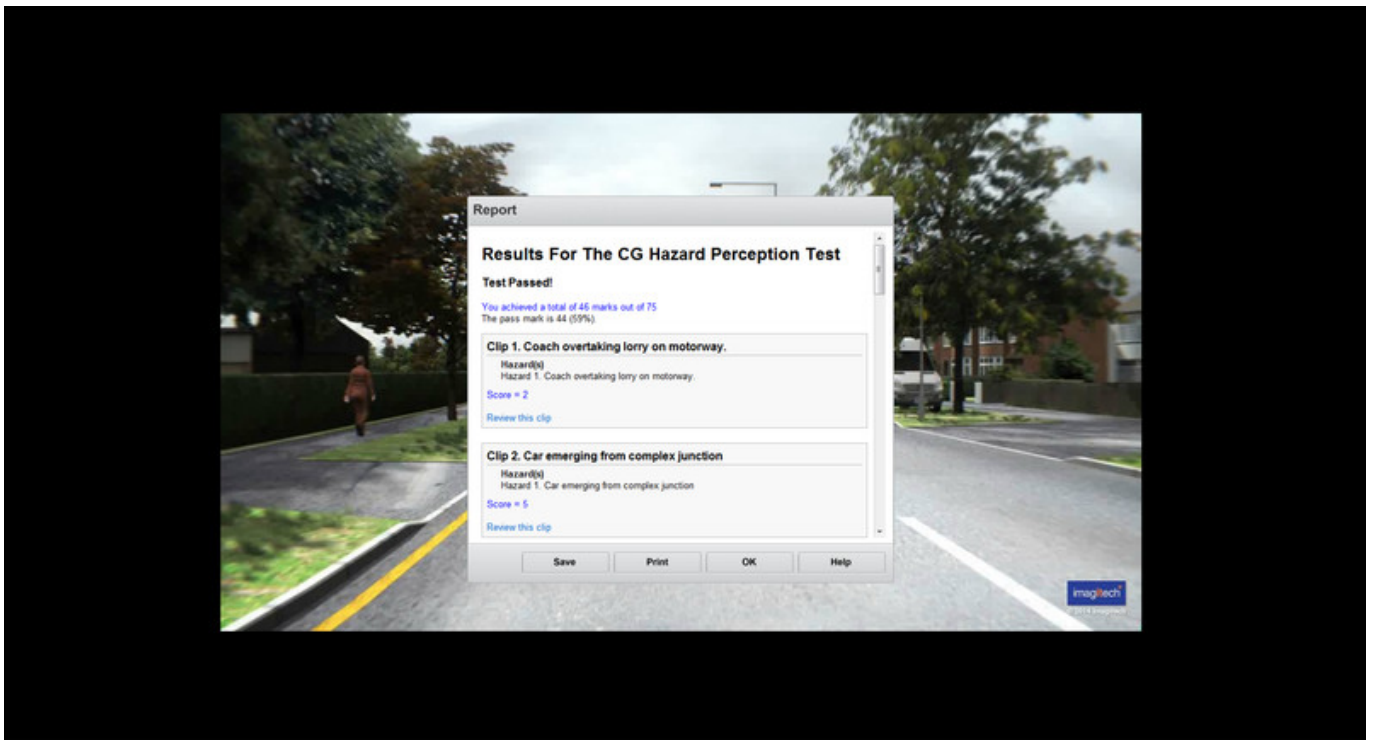 Report
Results For The CG Hazard Perception Test
Test Passed!
You achieved a total of 46 marks out of 75
The pass mark is 44 (59%).
Clip 1. Coach overtaking lorry on motorway.
Hazard(s)
Hazard 1. Coach overtaking lorry on motorway.
Score = 2
Review this clip
Clip 2. Car emerging from complex junction
Hazard(s)
Hazard 1. Car emerging from complex junction
Score = 5
Review this clip
Save Print OK Help
imagitech
© 2014 Imagitech